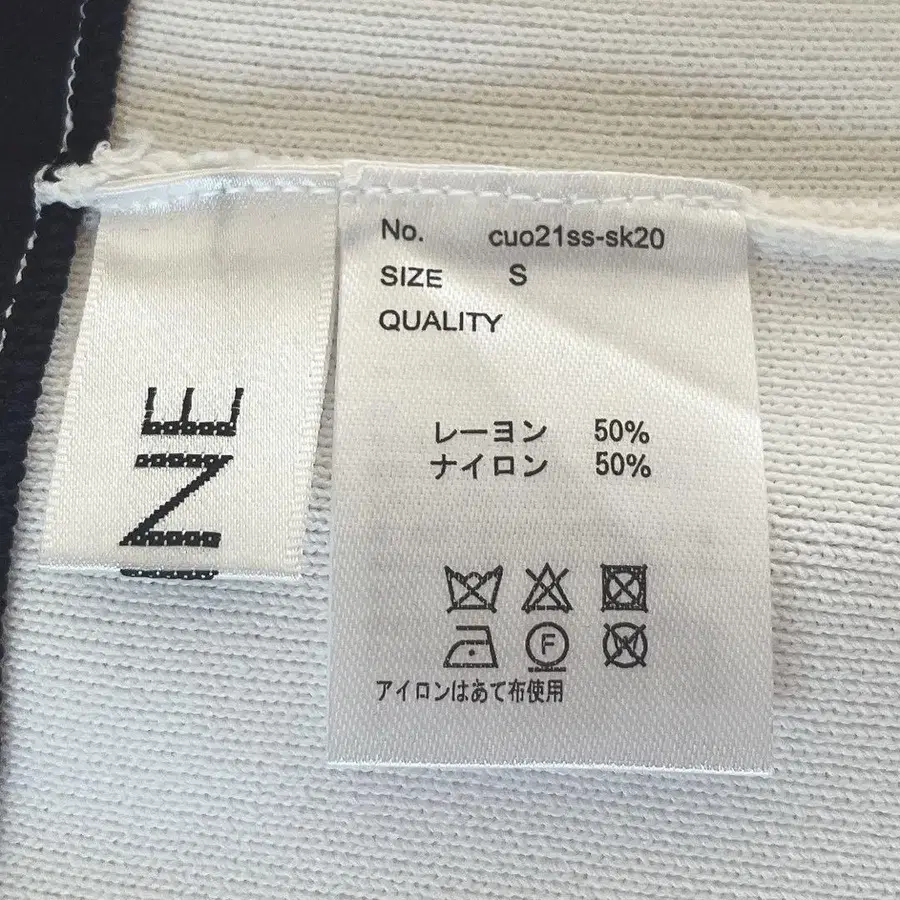 NE
No. cuo21ss-sk20
SIZE S
QUALITY
レーヨン 50%
ナイロン 50%
F
W
アイロンはあて布使用